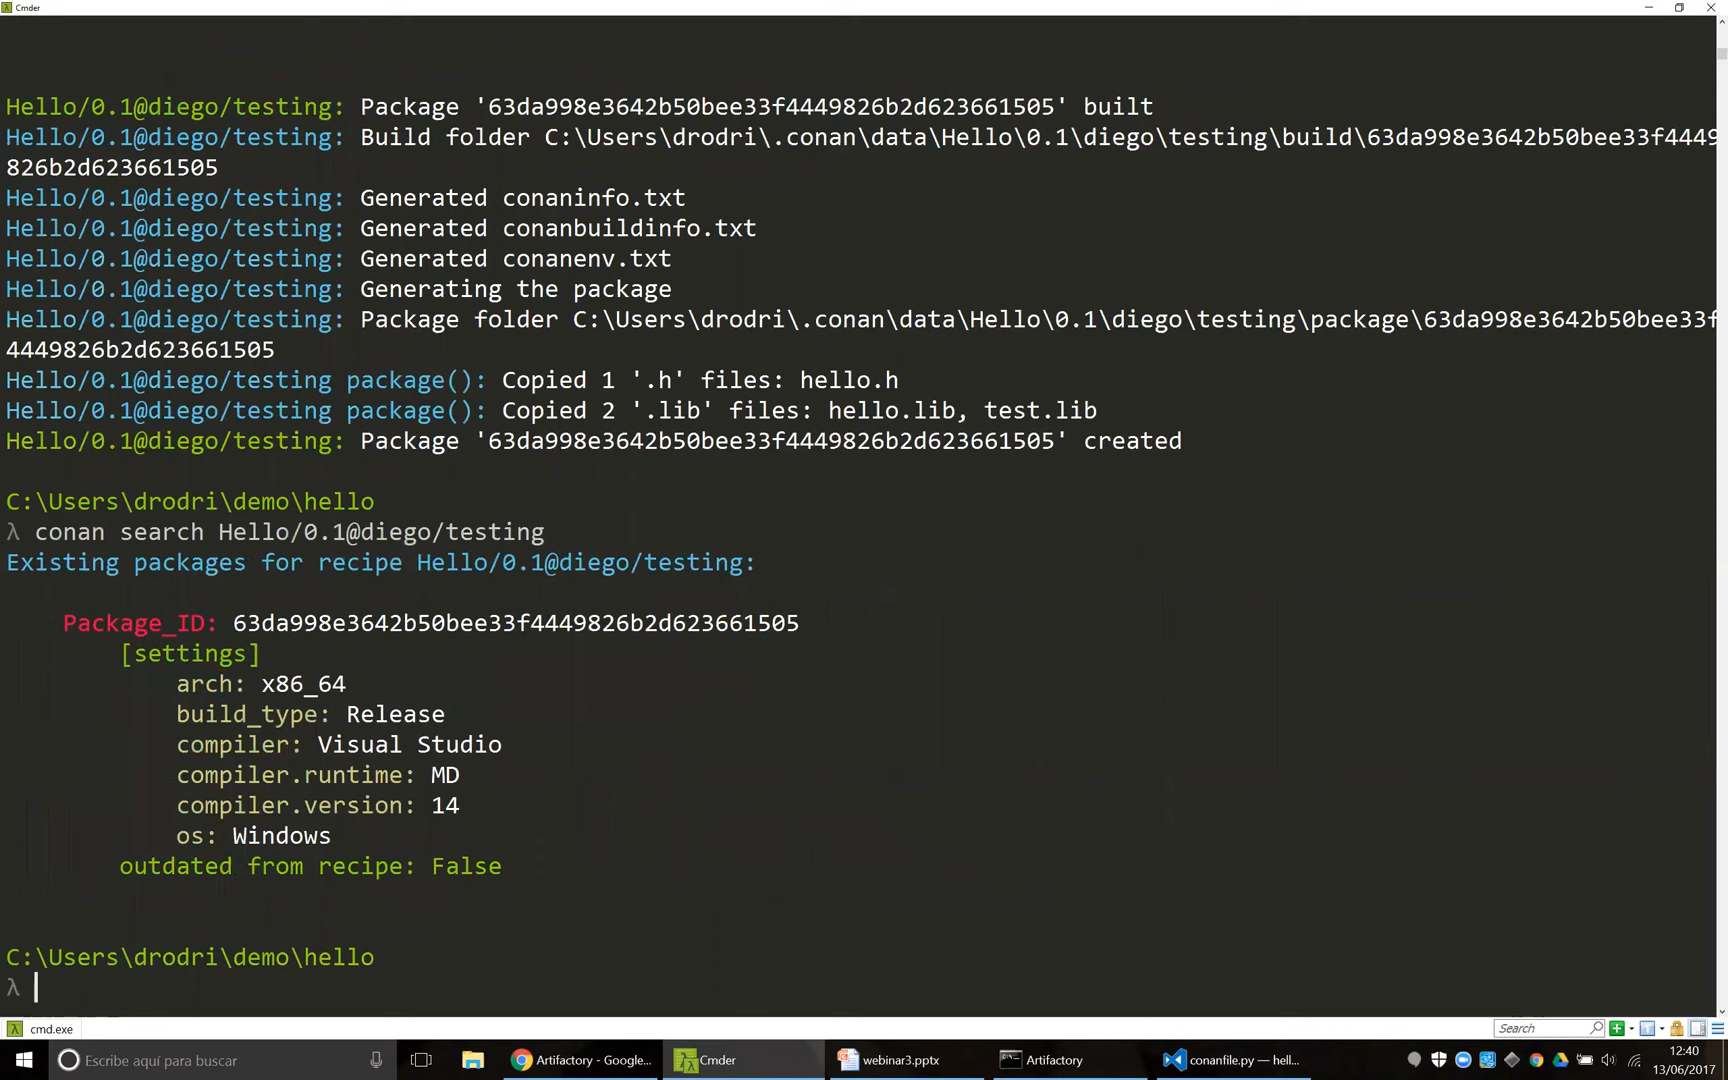 Cmder
Hello/0.1@diego/testing: Package '63da998e3642b50bee33f4449826b2d623661505' built
Hello/0.1@diego/testing: Build folder C:\Users\drodri\.conan\data\Hello\0.1\diego\testing\build\63da998e3642b50bee33f4449
826b2d623661505
Hello/0.1@diego/testing: Generated conaninfo.txt
Hello/0.1@diego/testing: Generated conanbuildinfo.txt
Hello/0.1@diego/testing: Generated conanenv.txt
Hello/0.1@diego/testing: Generating the package
Hello/0.1@diego/testing: Package folder C:\Users\drodri\.conan\data\Hello\0.1\diego\testing\package\63da998e3642b50bee33f
4449826b2d623661505
Hello/0.1@diego/testing package(): Copied 1 '.h' files: hello.h
Hello/0.1@diego/testing package(): Copied 2 '.lib' files: hello.lib, test.lib
Hello/0.1@diego/testing: Package '63da998e3642b50bee33f4449826b2d623661505' created
C:\Users\drodri\demo\hello
λ conan search Hello/0.1@diego/testing
Existing packages for recipe Hello/0.1@diego/testing:
Package_ID: 63da998e3642b50bee33f4449826b2d623661505
[settings]
arch: x86_64
build_type: Release
compiler: Visual Studio
compiler.runtime: MD
compiler.version: 14
os: Windows
outdated from recipe: False
C:\Users\drodri\demo\hello
λ
cmd.exe
Search
Escribe aquí para buscar
Artifactory - Google...
Cmder
webinar3.pptx
Artifactory
conanfile.py — hell...
12:40
13/06/2017